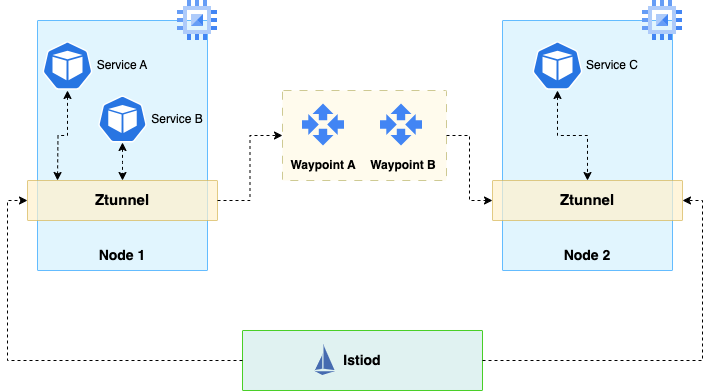 Service A
Service B
Service C
Waypoint A
Waypoint B
Ztunnel
Ztunnel
Node 1
Node 2
Istiod